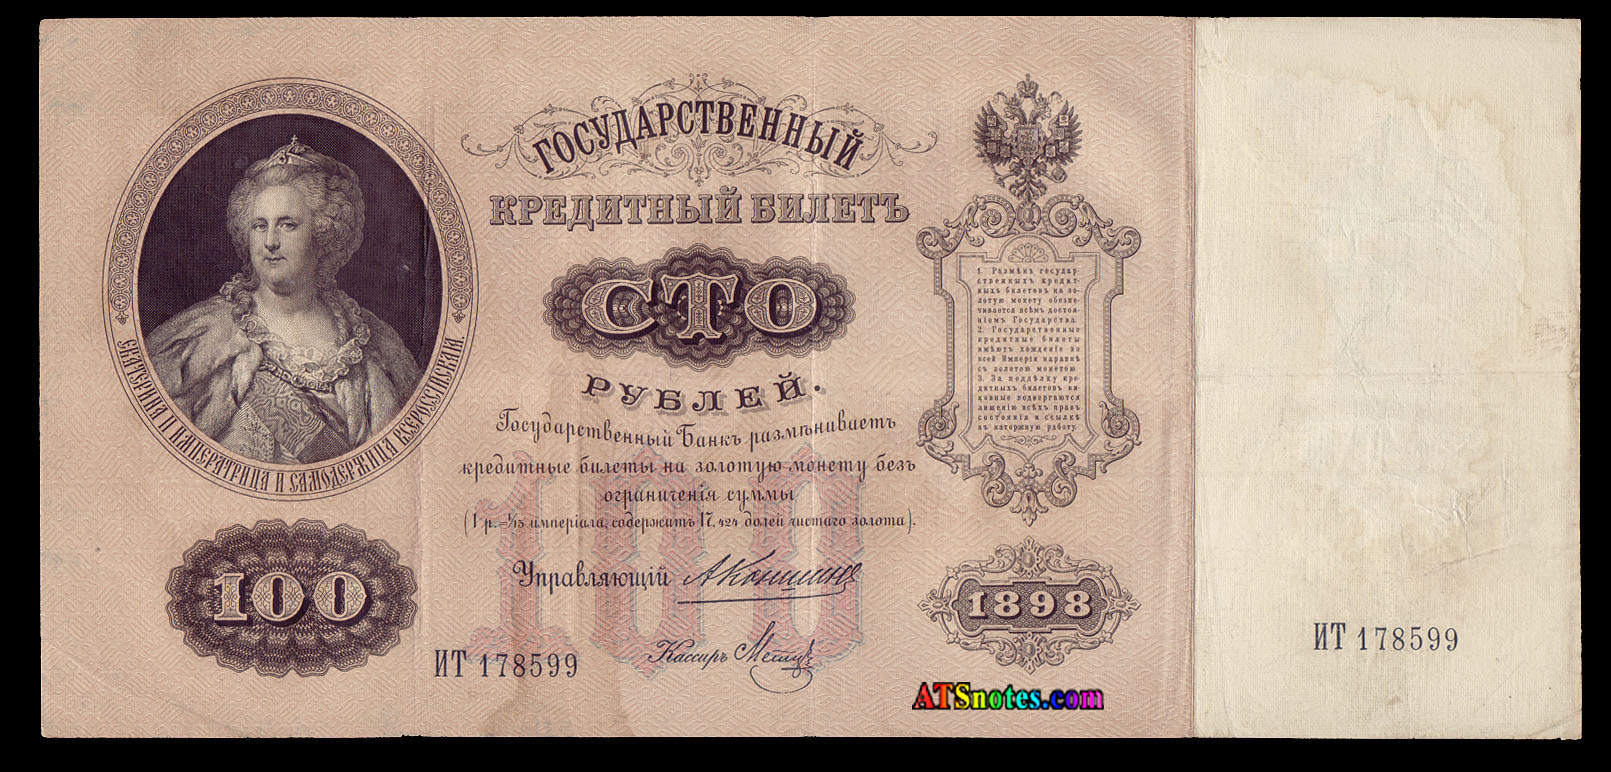 ГОСУДАРСТВЕННЫЙ
КРЕДИТНЫЙ БИЛЕТЪ
СТО
РУБЛЕЙ.
Государственный Банкъ размѣниваетъ
кредитные билеты на золотую монету безъ
ограниченія суммы
(1 р.=1/15 имперіала, содержитъ 17,424 долей чистаго золота).
Управляющій АКоншинъ
Кассиръ
ИТ 178599
ЕКАТЕРИНА II ИМПЕРАТРИЦА И САМОДЕРЖИЦА ВСЕРОССІЙСКАЯ.
100
100
1. Размѣнъ государ-
ственныхъ кредит-
ныхъ билетовъ на зо-
лотую монету обезпе-
чивается всѣмъ достоя-
ніемъ Государства.
2. Государственные
кредитные билеты
имѣютъ хожденіе во
всей Имперіи наравнѣ
съ золотою монетою.
3. За поддѣлку кре-
дитныхъ билетовъ ви-
новные подвергаются
лишенію всѣхъ правъ
состоянія и ссылкѣ
въ каторжную работу.
1898
ИТ 178599
ATSnotes.com